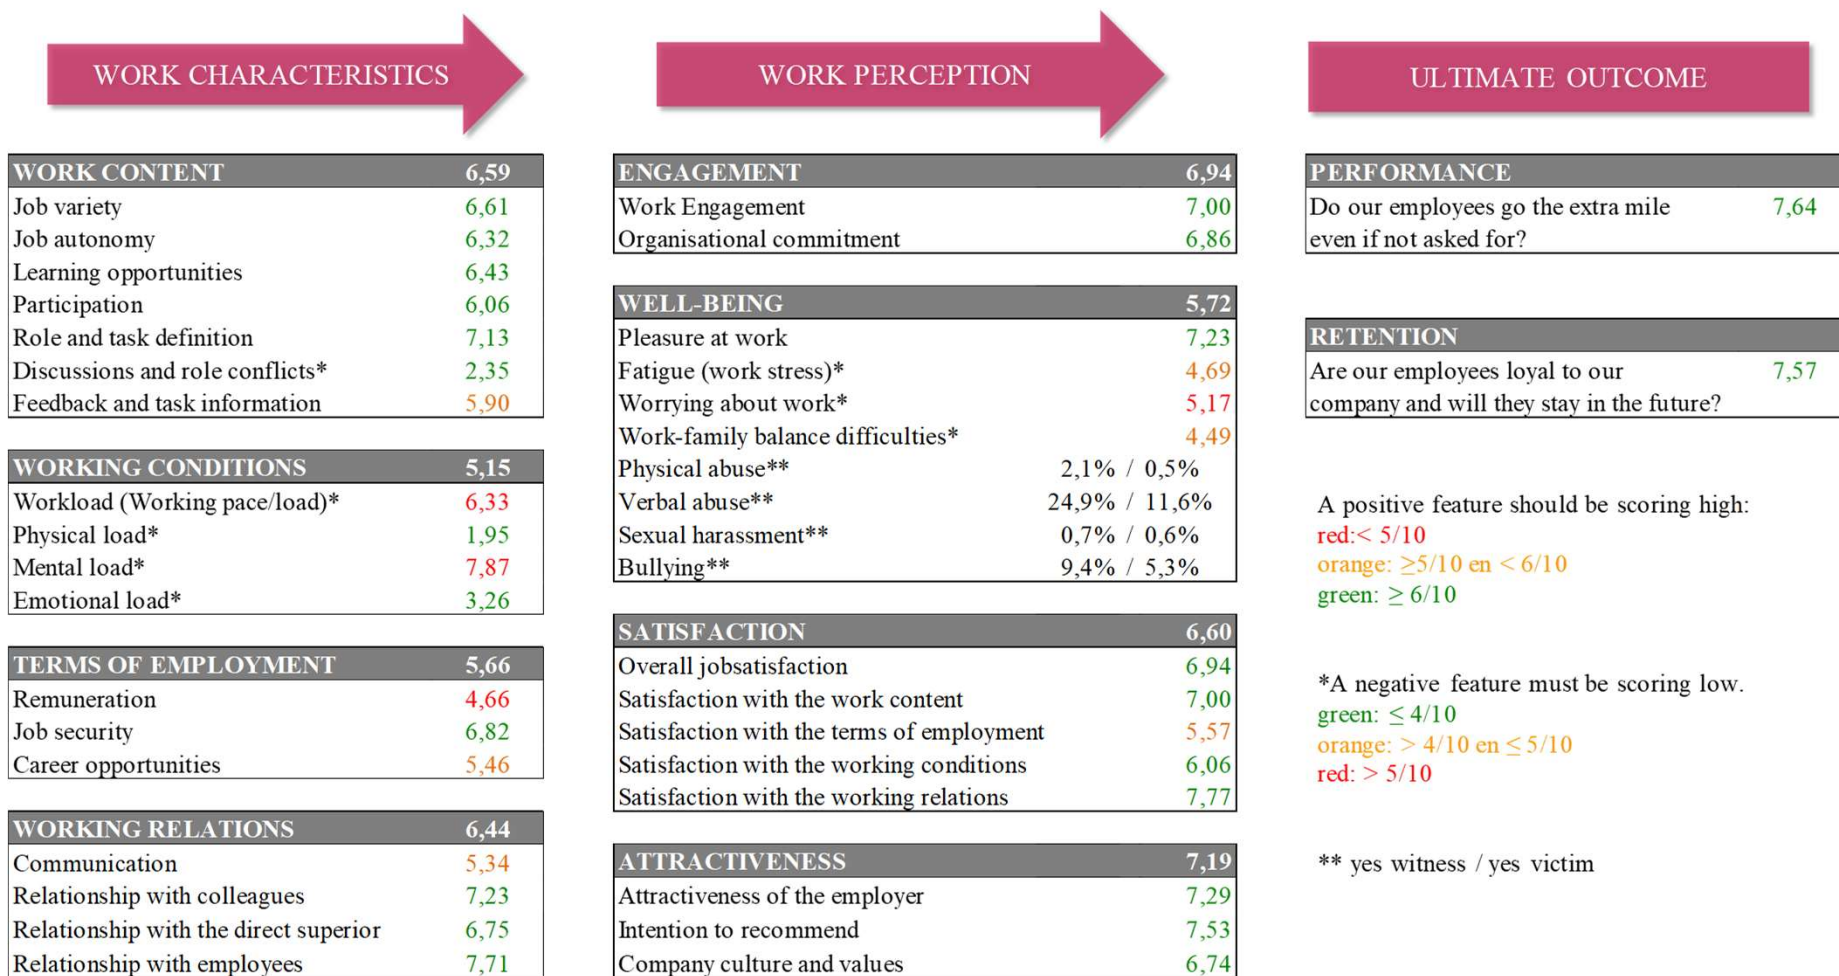 WORK CHARACTERISTICS
WORK CONTENT 6,59
Job variety 6,61
Job autonomy 6,32
Learning opportunities 6,43
Participation 6,06
Role and task definition 7,13
Discussions and role conflicts* 2,35
Feedback and task information 5,90
WORKING CONDITIONS 5,15
Workload (Working pace/load)* 6,33
Physical load* 1,95
Mental load* 7,87
Emotional load* 3,26
TERMS OF EMPLOYMENT 5,66
Remuneration 4,66
Job security 6,82
Career opportunities 5,46
WORKING RELATIONS 6,44
Communication 5,34
Relationship with colleagues 7,23
Relationship with the direct superior 6,75
Relationship with employees 7,71
WORK PERCEPTION
ENGAGEMENT 6,94
Work Engagement 7,00
Organisational commitment 6,86
WELL-BEING 5,72
Pleasure at work 7,23
Fatigue (work stress)* 4,69
Worrying about work* 5,17
Work-family balance difficulties* 4,49
Physical abuse** 2,1% / 0,5%
Verbal abuse** 24,9% / 11,6%
Sexual harassment** 0,7% / 0,6%
Bullying** 9,4% / 5,3%
SATISFACTION 6,60
Overall jobsatisfaction 6,94
Satisfaction with the work content 7,00
Satisfaction with the terms of employment 5,57
Satisfaction with the working conditions 6,06
Satisfaction with the working relations 7,77
ATTRACTIVENESS 7,19
Attractiveness of the employer 7,29
Intention to recommend 7,53
Company culture and values 6,74
ULTIMATE OUTCOME
PERFORMANCE
Do our employees go the extra mile 7,64
even if not asked for?
RETENTION
Are our employees loyal to our 7,57
company and will they stay in the future?
A positive feature should be scoring high:
red:< 5/10
orange: ≥5/10 en < 6/10
green: ≥ 6/10
*A negative feature must be scoring low.
green: ≤ 4/10
orange: > 4/10 en ≤ 5/10
red: > 5/10
** yes witness / yes victim